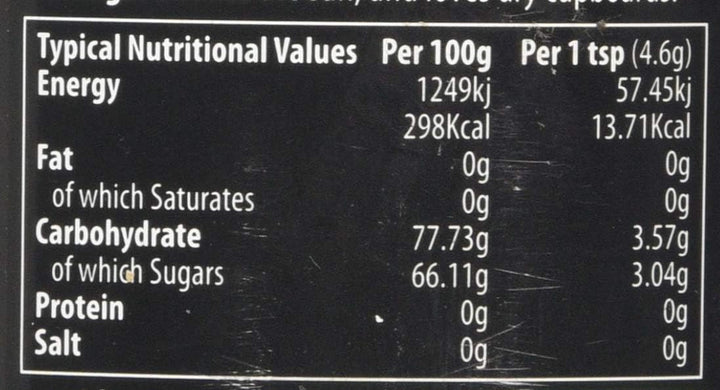 dry cupboards.
Typical Nutritional Values Per 100g Per 1 tsp (4.6g)
Energy 1249kj 57.45kj
298Kcal 13.71Kcal
Fat 0g 0g
of which Saturates 0g 0g
Carbohydrate 77.73g 3.57g
of which Sugars 66.11g 3.04g
Protein 0g 0g
Salt 0g 0g